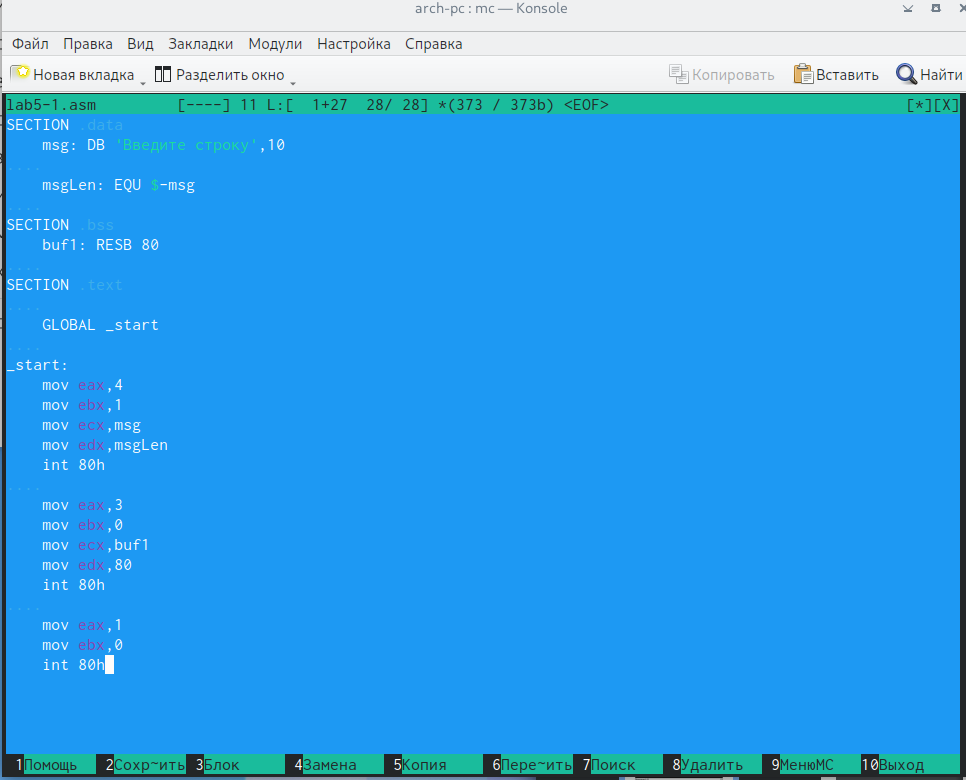 arch-pc : mc — Konsole
Файл Правка Вид Закладки Модули Настройка Справка
Новая вкладка Разделить окно Копировать Вставить Найти
lab5-1.asm [----] 11 L:[ 1+27 28/ 28] *(373 / 373b) <EOF> [*][X]
SECTION .data
msg: DB 'Введите строку',10
....
msgLen: EQU $-msg
....
SECTION .bss
buf1: RESB 80
....
SECTION .text
....
GLOBAL _start
....
_start:
mov eax,4
mov ebx,1
mov ecx,msg
mov edx,msgLen
int 80h
....
mov eax,3
mov ebx,0
mov ecx,buf1
mov edx,80
int 80h
....
mov eax,1
mov ebx,0
int 80h
1Помощь 2Сохр~ить 3Блок 4Замена 5Копия 6Пере~ить 7Поиск 8Удалить 9МенюМС 10Выход